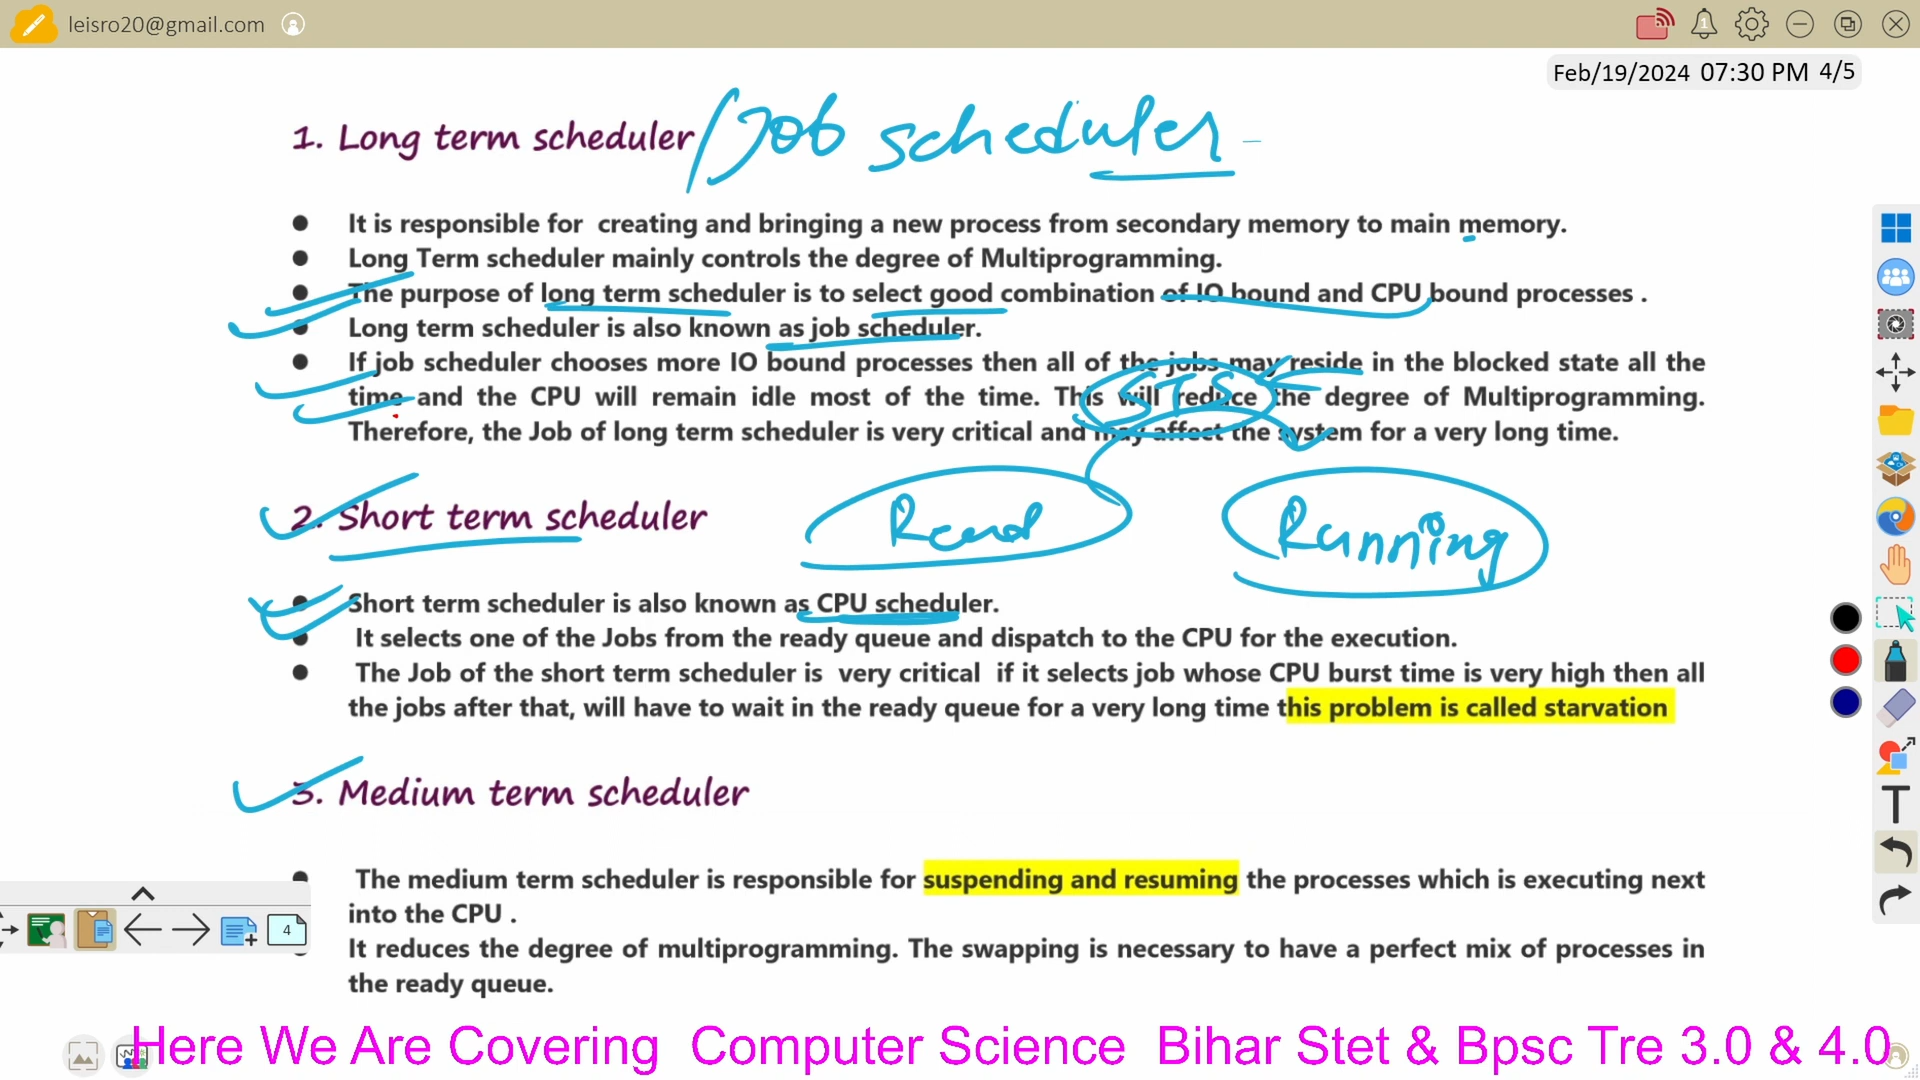 leisro20@gmail.com
Feb/19/2024 07:30 PM 4/5
1. Long term scheduler / Job scheduler -
● It is responsible for creating and bringing a new process from secondary memory to main memory.
● Long Term scheduler mainly controls the degree of Multiprogramming.
● The purpose of long term scheduler is to select good combination of IO bound and CPU bound processes .
● Long term scheduler is also known as job scheduler.
● If job scheduler chooses more IO bound processes then all of the jobs may reside in the blocked state all the
time and the CPU will remain idle most of the time. This will reduce the degree of Multiprogramming.
STS
Therefore, the Job of long term scheduler is very critical and may affect the system for a very long time.
2. Short term scheduler
Read Running
● Short term scheduler is also known as CPU scheduler.
● It selects one of the Jobs from the ready queue and dispatch to the CPU for the execution.
● The Job of the short term scheduler is very critical if it selects job whose CPU burst time is very high then all
the jobs after that, will have to wait in the ready queue for a very long time this problem is called starvation
3. Medium term scheduler
● The medium term scheduler is responsible for suspending and resuming the processes which is executing next
into the CPU .
4
It reduces the degree of multiprogramming. The swapping is necessary to have a perfect mix of processes in
the ready queue.
Here We Are Covering Computer Science Bihar Stet & Bpsc Tre 3.0 & 4.0